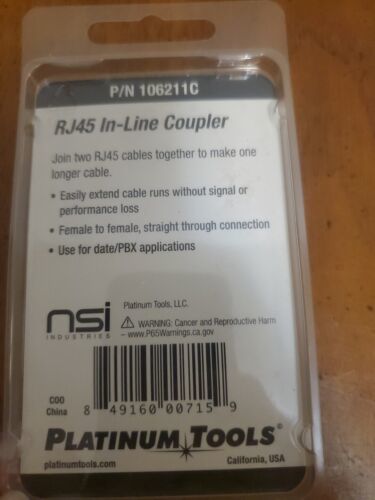 P/N 106211C
RJ45 In-Line Coupler
Join two RJ45 cables together to make one
longer cable.
• Easily extend cable runs without signal or
performance loss
• Female to female, straight through connection
• Use for date/PBX applications
nsi
INDUSTRIES
Platinum Tools, LLC.
⚠ WARNING: Cancer and Reproductive Harm
– www.P65Warnings.ca.gov
COO
China
8 49160 00715 9
PLATINUM TOOLS®
platinumtools.com
California, USA